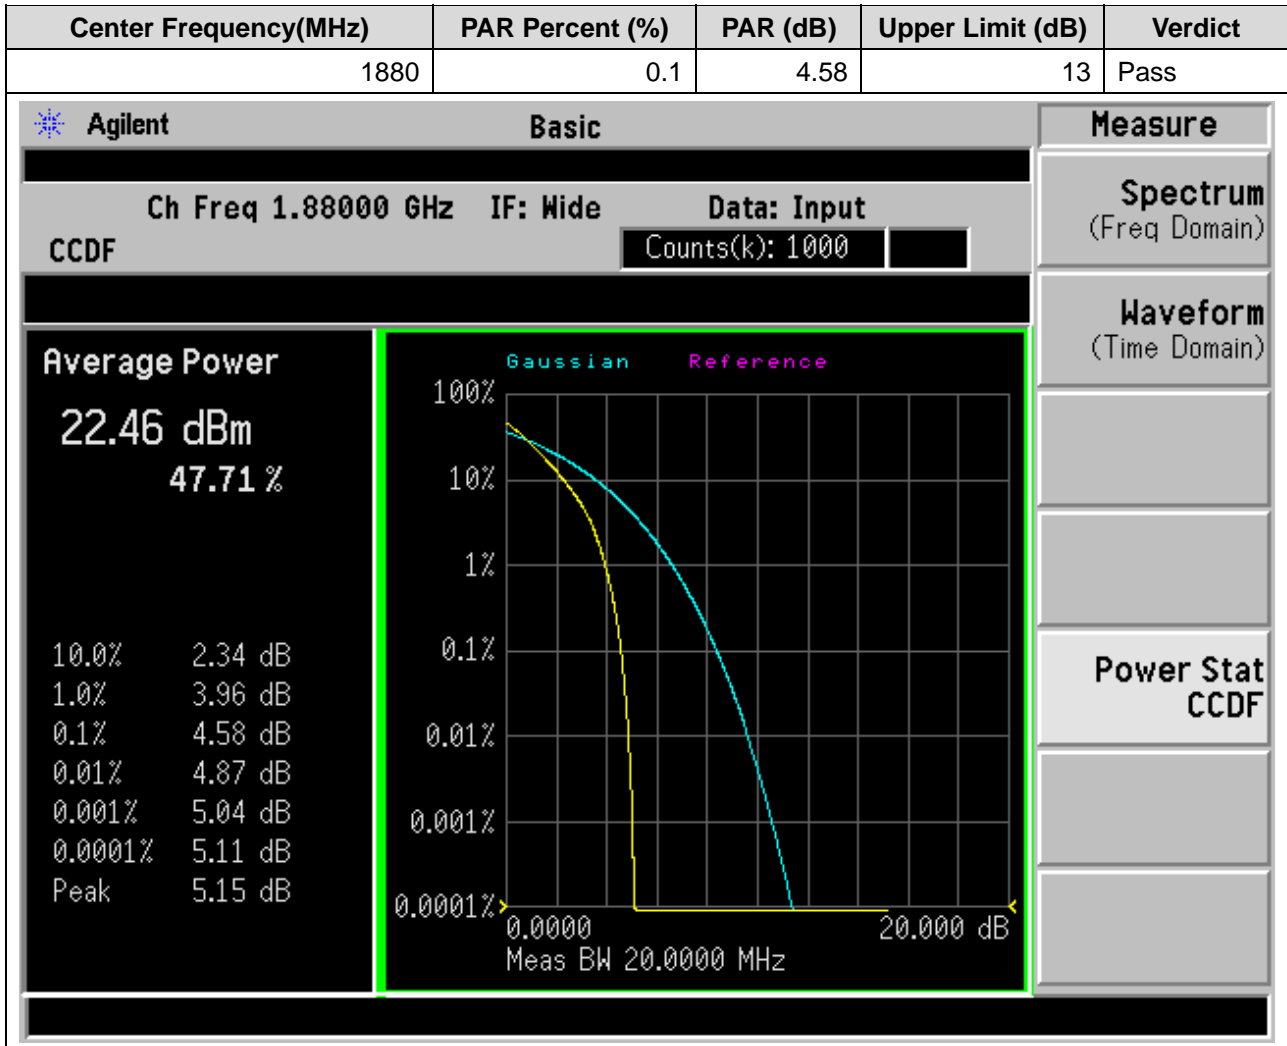 Center Frequency(MHz) PAR Percent (%) PAR (dB) Upper Limit (dB) Verdict
1880 0.1 4.58 13 Pass
Agilent Basic Measure
Ch Freq 1.88000 GHz IF: Wide Data: Input
CCDF Counts(k): 1000
Average Power
22.46 dBm
47.71 %
10.0% 2.34 dB
1.0% 3.96 dB
0.1% 4.58 dB
0.01% 4.87 dB
0.001% 5.04 dB
0.0001% 5.11 dB
Peak 5.15 dB
Gaussian Reference
100%
10%
1%
0.1%
0.01%
0.001%
0.0001%
0.0000 20.000 dB
Meas BW 20.0000 MHz
Spectrum
(Freq Domain)
Waveform
(Time Domain)
Power Stat
CCDF